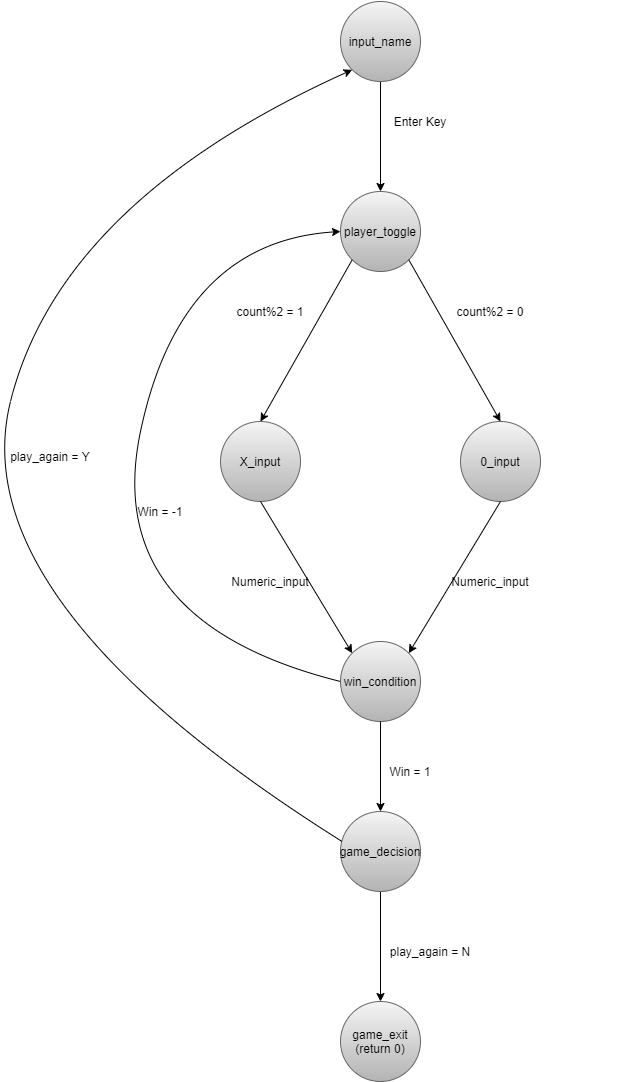 input_name
Enter Key
player_toggle
count%2 = 1
count%2 = 0
play_again = Y
X_input
0_input
Win = -1
Numeric_input
Numeric_input
win_condition
Win = 1
game_decision
play_again = N
game_exit
(return 0)